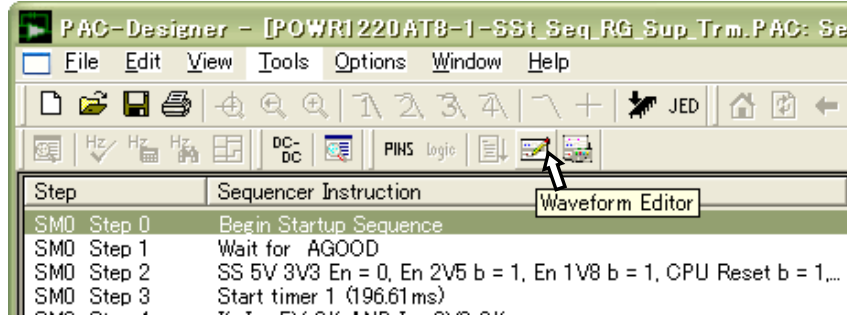 PAC-Designer - [POWR1220AT8-1-SSt_Seq_RG_Sup_Trm.PAC: Se
File Edit View Tools Options Window Help
JED
Hz Hz Hz DC-DC PINS logic
Waveform Editor
Step Sequencer Instruction
SM0 Step 0 Begin Startup Sequence
SM0 Step 1 Wait for AGOOD
SM0 Step 2 SS 5V 3V3 En = 0, En 2V5 b = 1, En 1V8 b = 1, CPU Reset b = 1,...
SM0 Step 3 Start timer 1 (196.61ms)